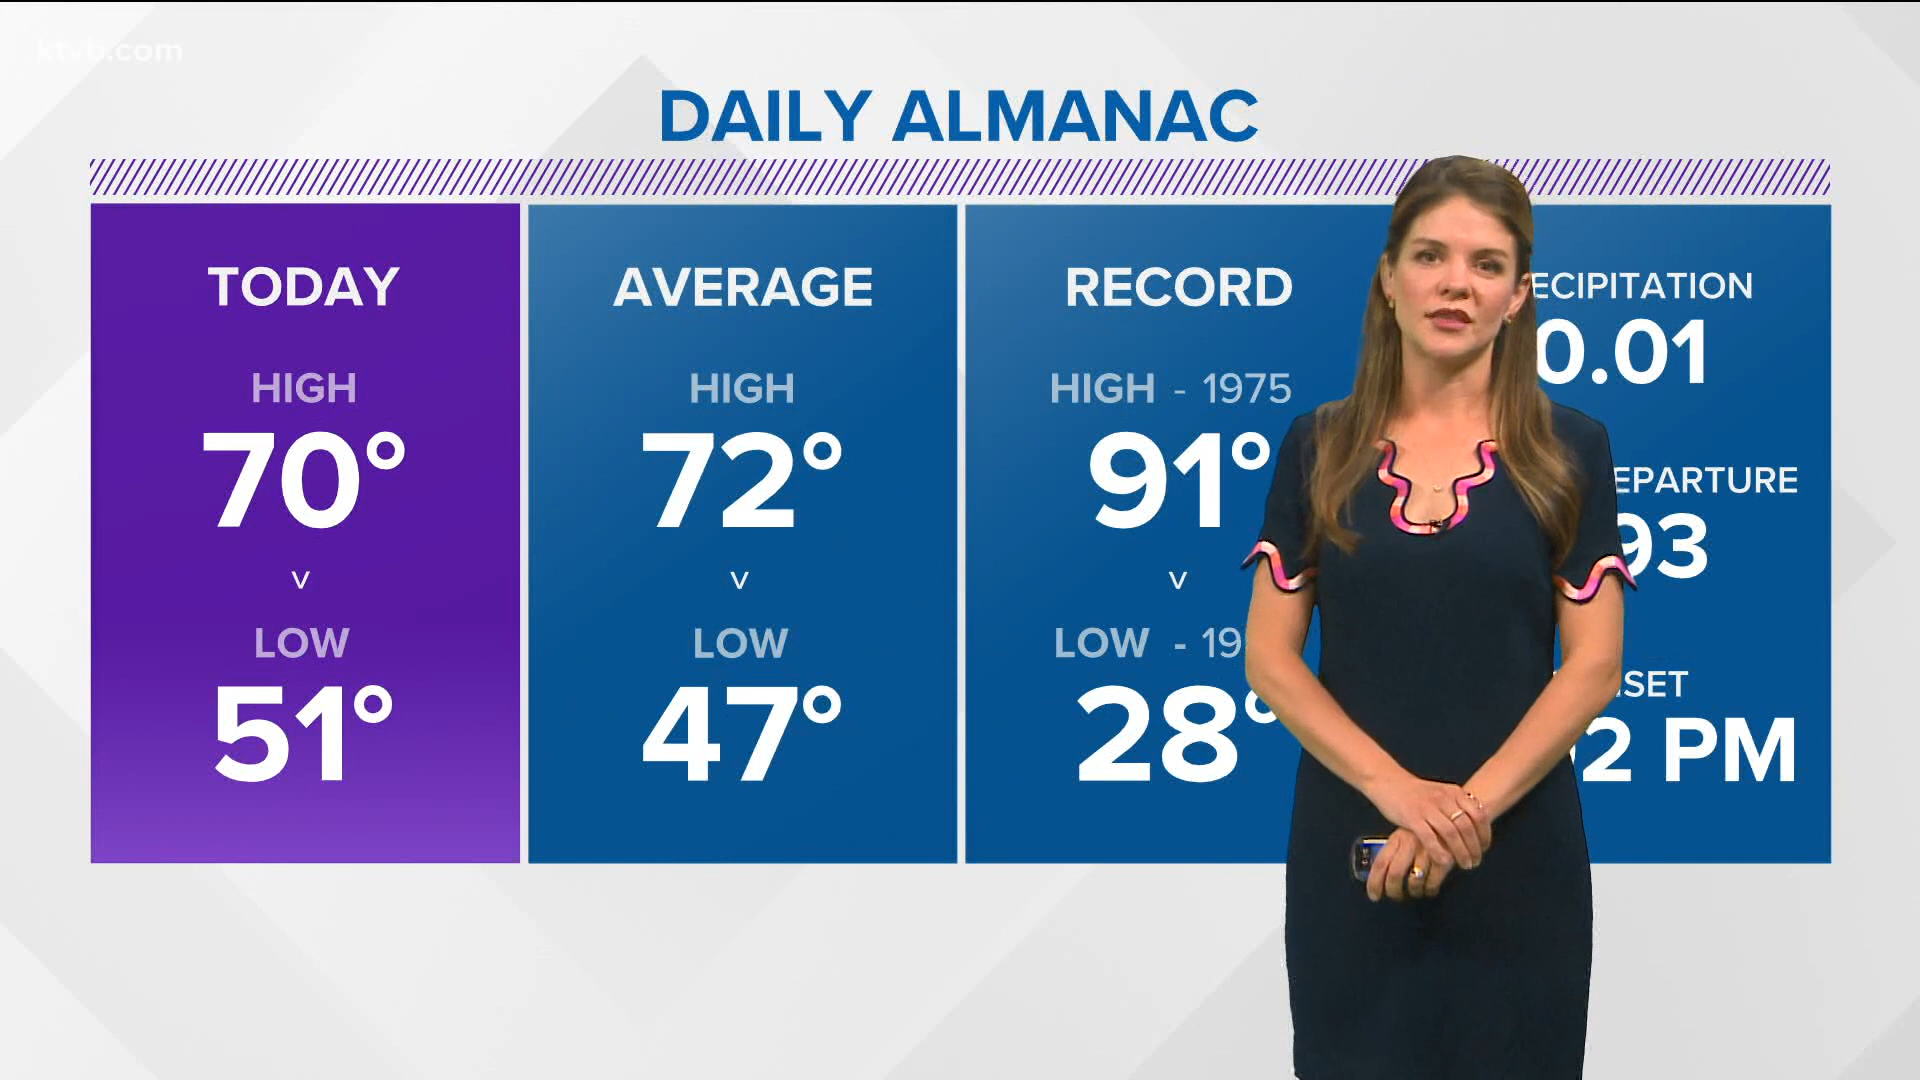 ktvb.com
DAILY ALMANAC
TODAY
HIGH
70°
v
LOW
51°
AVERAGE
HIGH
72°
v
LOW
47°
RECORD
HIGH - 1975
91°
v
LOW - 19
28°
ECIPITATION
0.01
EPARTURE
93
SET
2 PM